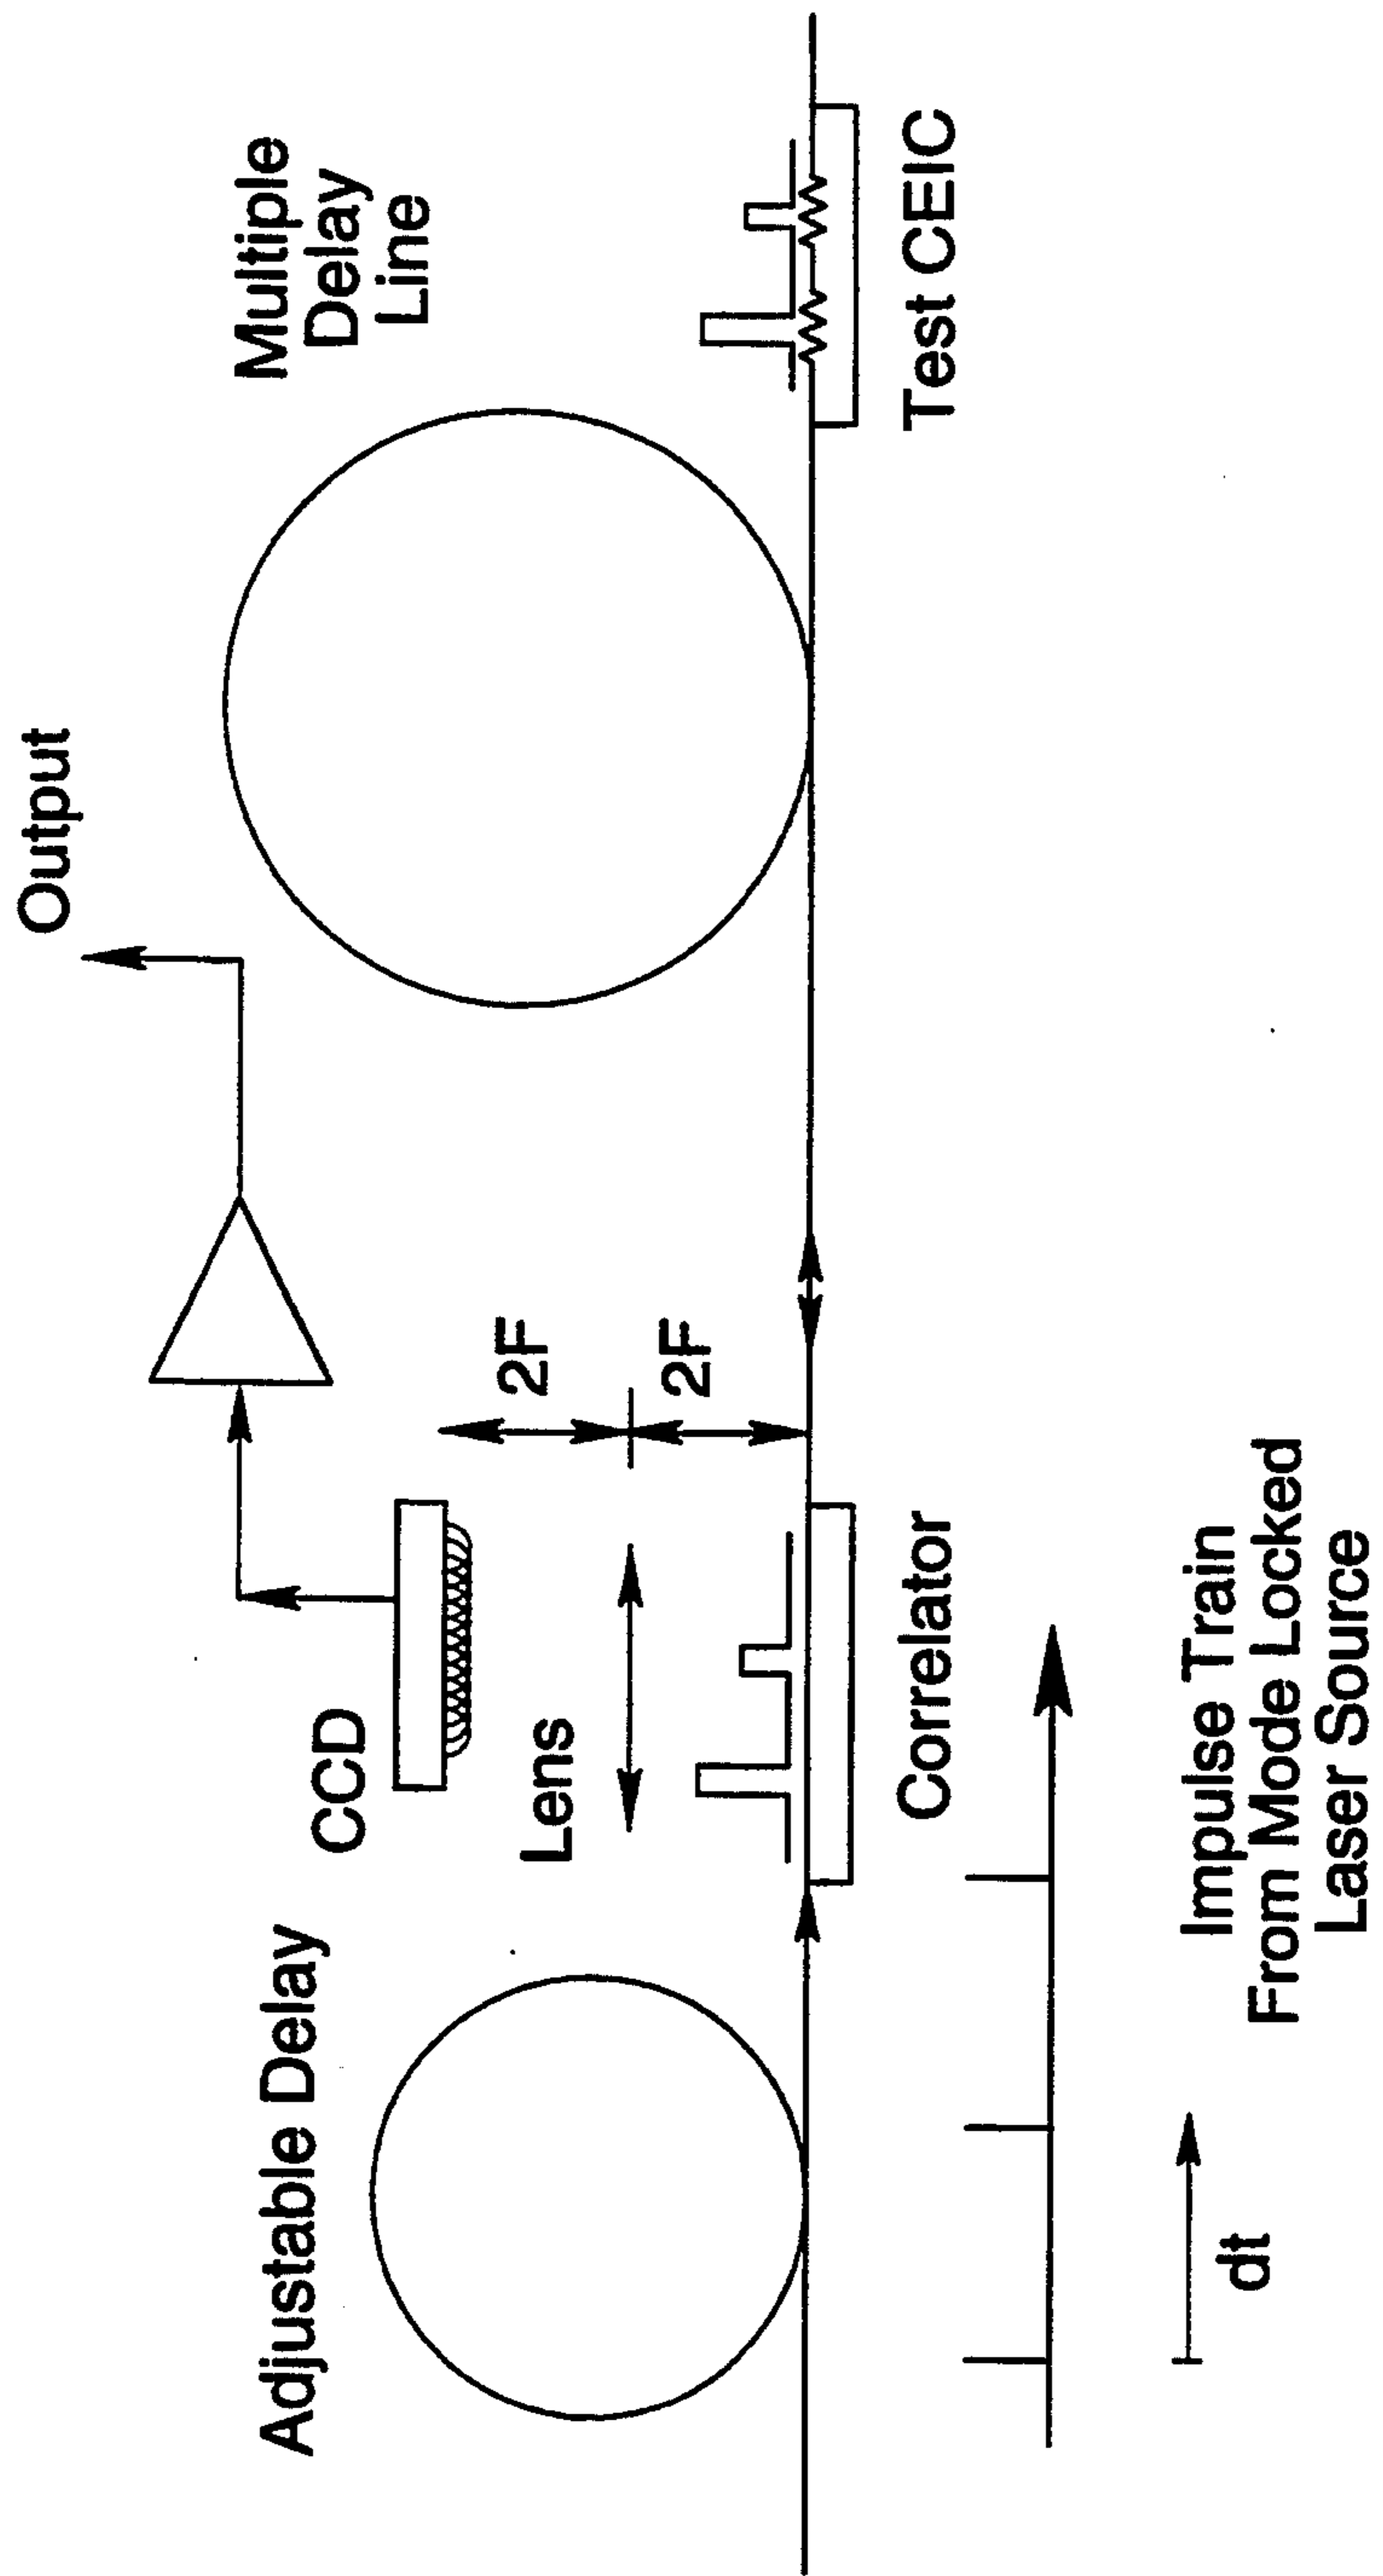 Output
Multiple
Delay
Line
Adjustable Delay
CCD
Lens
2F
2F
Correlator
Test CEIC
dt
Impulse Train
From Mode Locked
Laser Source